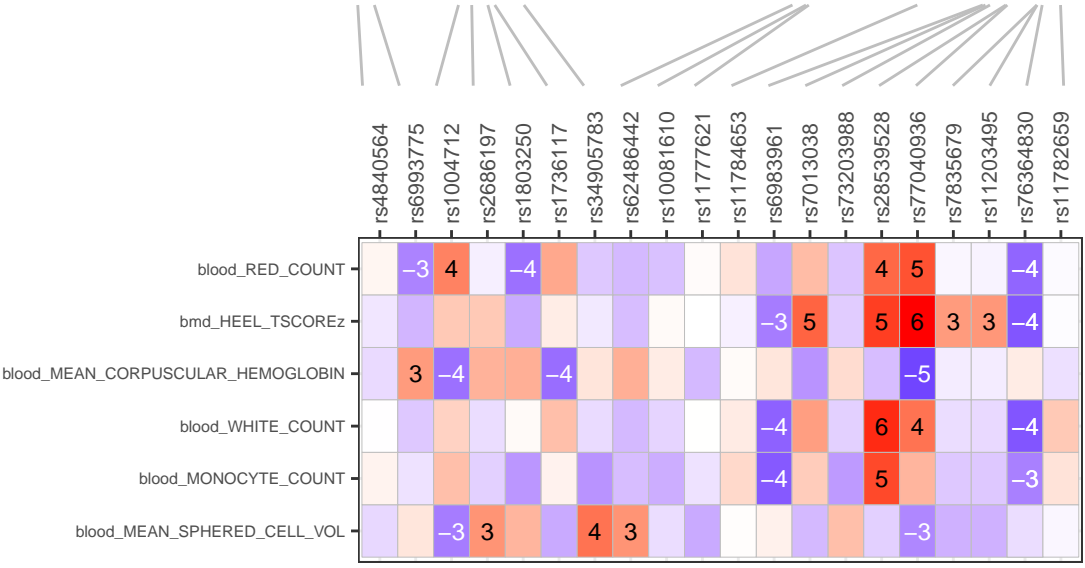 rs4840564 rs6993775 rs1004712 rs2686197 rs1803250 rs1736117 rs34905783 rs62486442 rs10081610 rs11777621 rs11784653 rs6983961 rs7013038 rs73203988 rs28539528 rs77040936 rs7835679 rs11203495 rs76364830 rs11782659
blood_RED_COUNT −3 4 −4 4 5 −4
bmd_HEEL_TSCOREz −3 5 5 6 3 3 −4
blood_MEAN_CORPUSCULAR_HEMOGLOBIN 3 −4 −4 −5
blood_WHITE_COUNT −4 6 4 −4
blood_MONOCYTE_COUNT −4 5 −3
blood_MEAN_SPHERED_CELL_VOL −3 3 4 3 −3